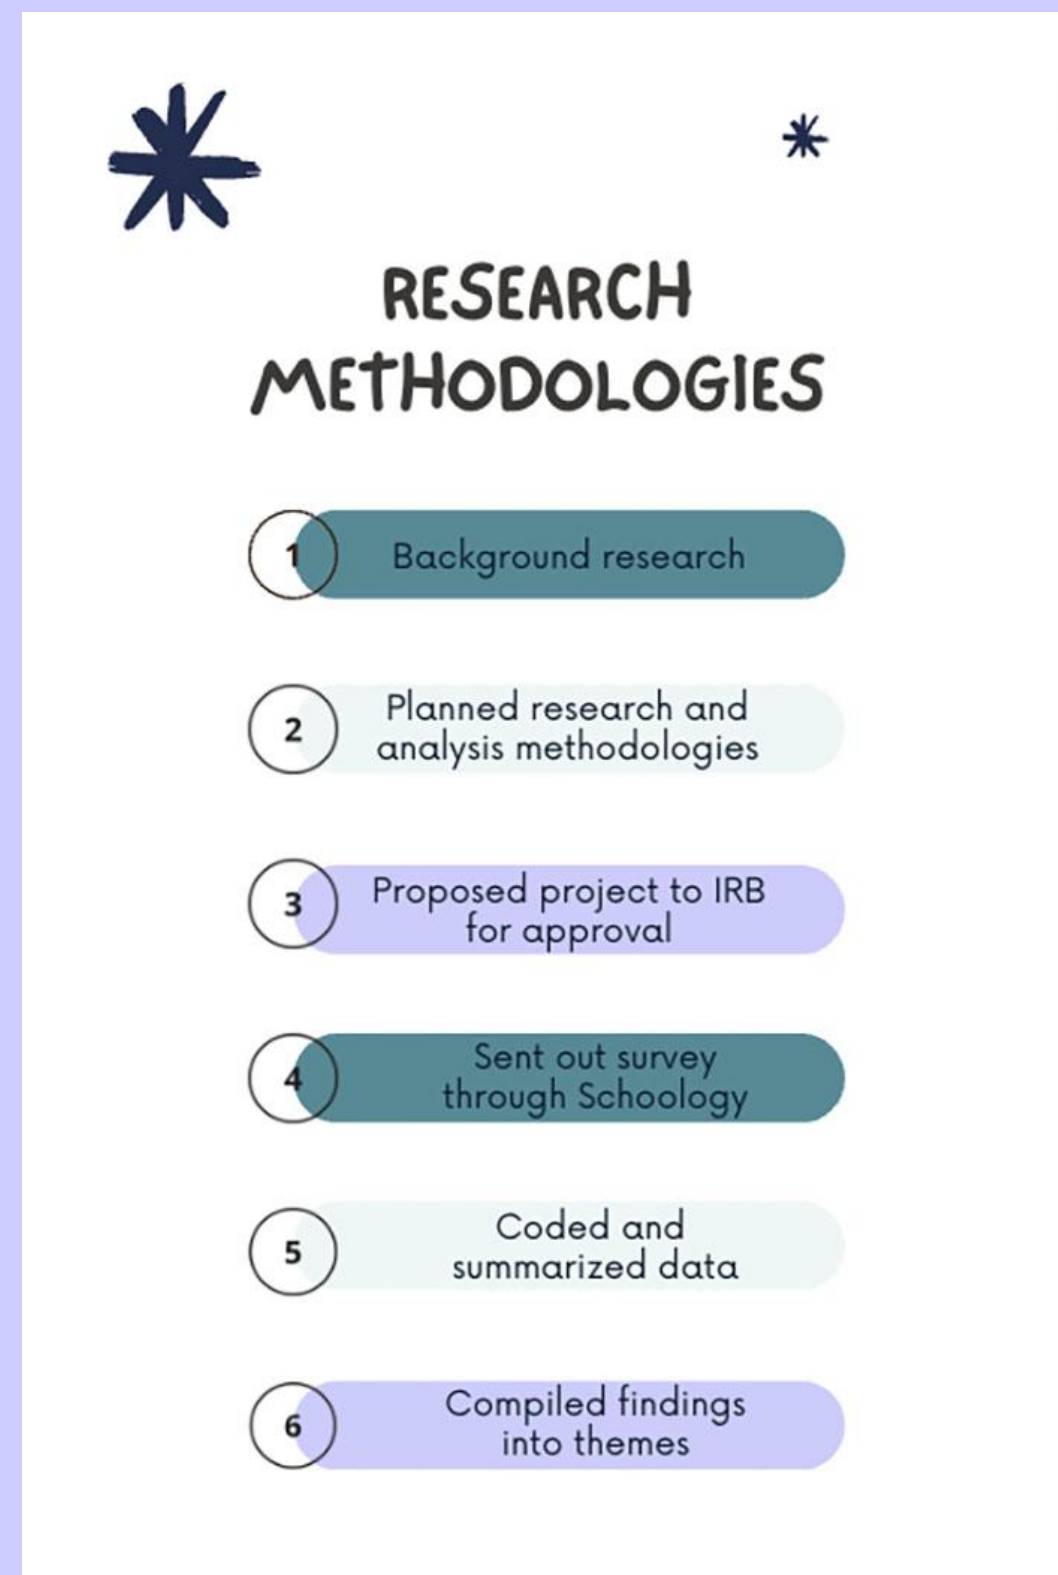 RESEARCH
METHODOLOGIES
1 Background research
2 Planned research and
analysis methodologies
3 Proposed project to IRB
for approval
4 Sent out survey
through Schoology
5 Coded and
summarized data
6 Compiled findings
into themes